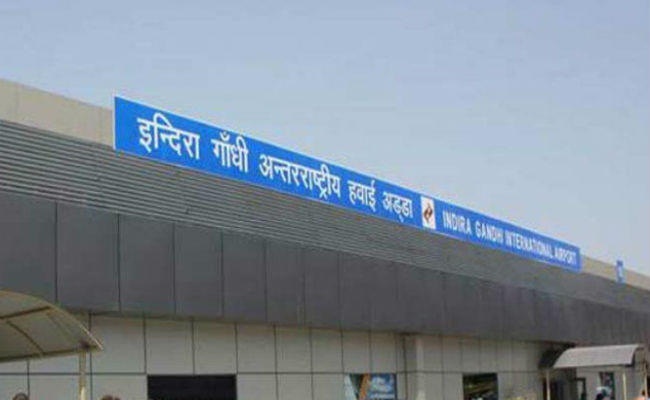 इन्दिरा गाँधी अन्तरराष्ट्रीय हवाई अड्डा INDIRA GANDHI INTERNATIONAL AIRPORT